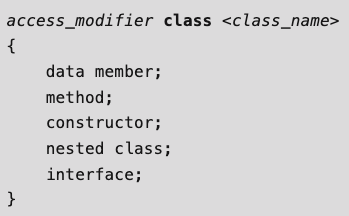 access_modifier class <class_name>
{
    data member;
    method;
    constructor;
    nested class;
    interface;
}